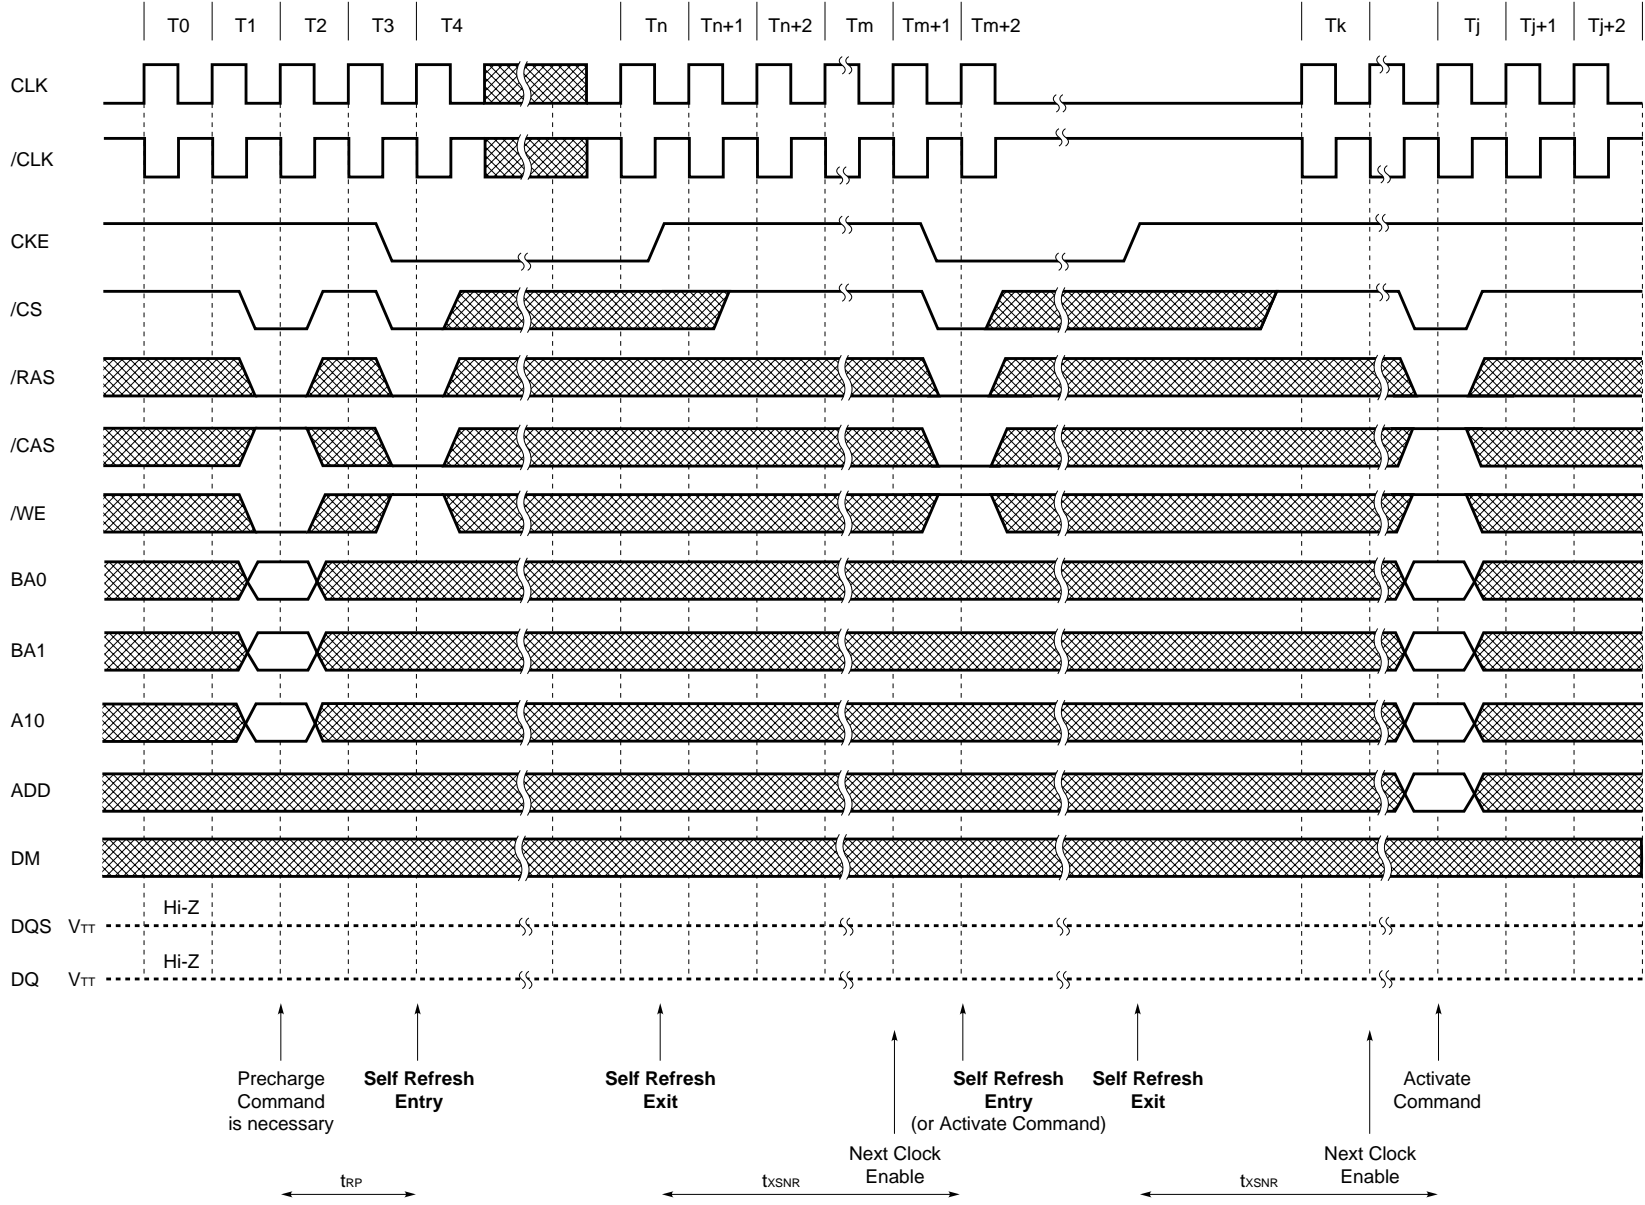 T0 T1 T2 T3 T4 Tn Tn+1 Tn+2 Tm Tm+1 Tm+2 Tk Tj Tj+1 Tj+2
CLK
/CLK
CKE
/CS
/RAS
/CAS
/WE
BA0
BA1
A10
ADD
DM
Hi-Z
DQS VTT
Hi-Z
DQ VTT
Precharge
Command
is necessary
Self Refresh
Entry
Self Refresh
Exit
Next Clock
Enable
Self Refresh
Entry
(or Activate Command)
Self Refresh
Exit
Next Clock
Enable
Activate
Command
tRP
tXSNR
tXSNR